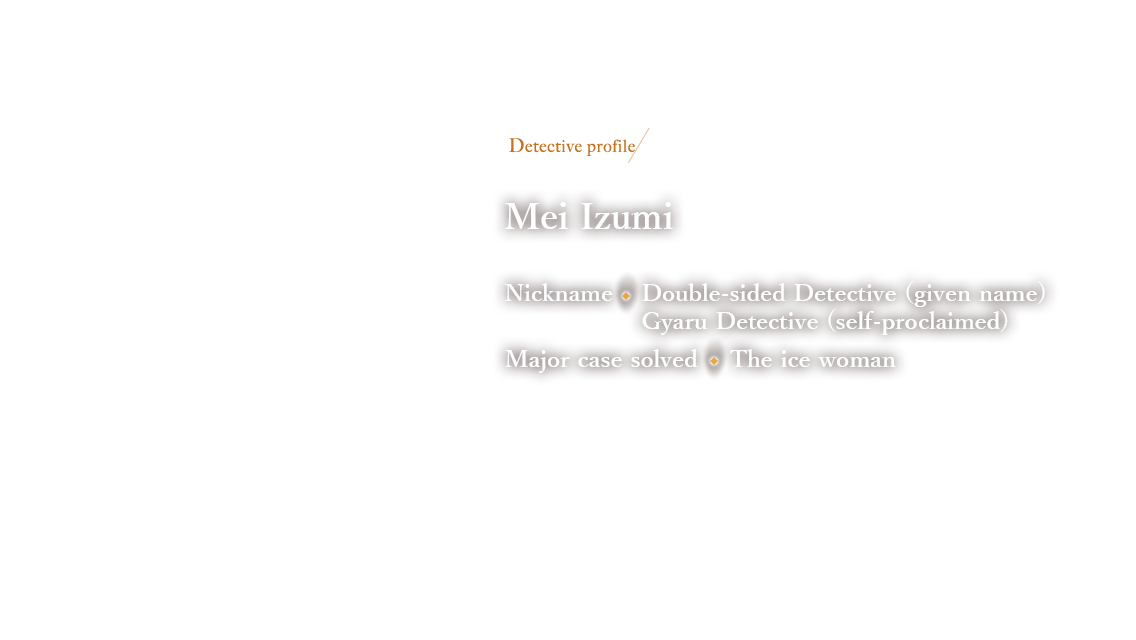 Detective profile
Mei Izumi
Nickname Double-sided Detective (given name)
Gyaru Detective (self-proclaimed)
Major case solved The ice woman